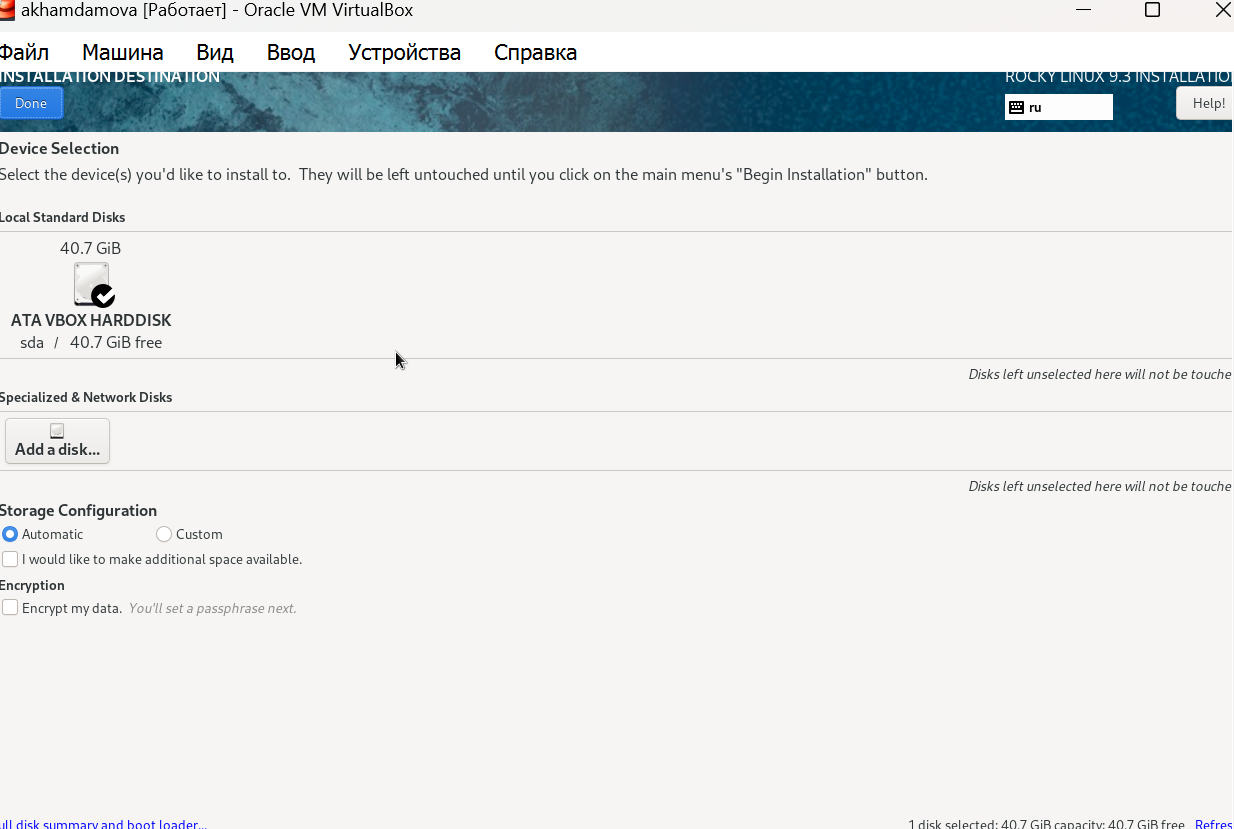 akhamdamova [Работает] - Oracle VM VirtualBox
Файл Машина Вид Ввод Устройства Справка
INSTALLATION DESTINATION
ROCKY LINUX 9.3 INSTALLATIO
Done
ru
Help!
Device Selection
Select the device(s) you'd like to install to. They will be left untouched until you click on the main menu's "Begin Installation" button.
Local Standard Disks
40.7 GiB
ATA VBOX HARDDISK
sda / 40.7 GiB free
Disks left unselected here will not be touche
Specialized & Network Disks
Add a disk...
Disks left unselected here will not be touche
Storage Configuration
Automatic Custom
I would like to make additional space available.
Encryption
Encrypt my data. You'll set a passphrase next.
ull disk summary and boot loader...
1 disk selected; 40.7 GiB capacity; 40.7 GiB free Refres